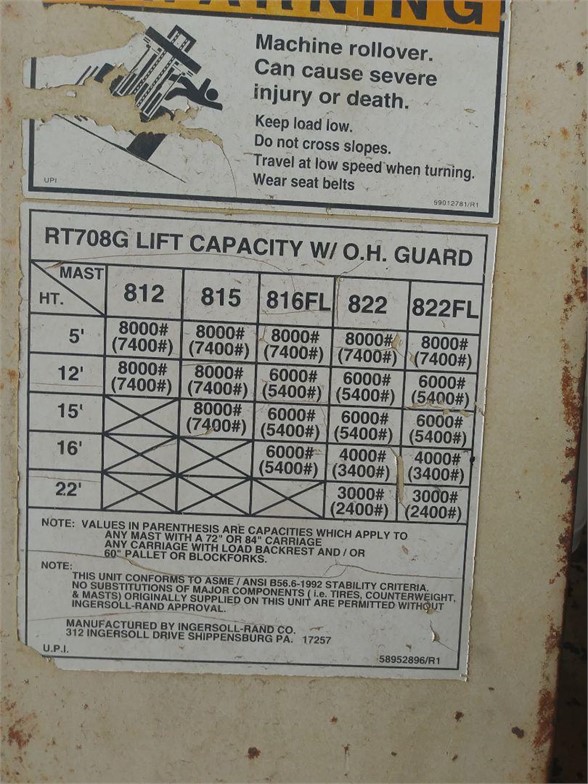 WARNING
Machine rollover.
Can cause severe
injury or death.
Keep load low.
Do not cross slopes.
Travel at low speed when turning.
Wear seat belts
UPI
59012781/R1
RT708G LIFT CAPACITY W/ O.H. GUARD
MAST
HT. 812 815 816FL 822 822FL
5' 8000# 8000# 8000# 8000# 8000#
(7400#) (7400#) (7400#) (7400#) (7400#)
12' 8000# 8000# 6000# 6000# 6000#
(7400#) (7400#) (5400#) (5400#) (5400#)
15' 8000# 6000# 6000# 6000#
(7400#) (5400#) (5400#) (5400#)
16' 6000# 4000# 4000#
(5400#) (3400#) (3400#)
22' 3000# 3000#
(2400#) (2400#)
NOTE: VALUES IN PARENTHESIS ARE CAPACITIES WHICH APPLY TO
ANY MAST WITH A 72" OR 84" CARRIAGE
ANY CARRIAGE WITH LOAD BACKREST AND / OR
60" PALLET OR BLOCKFORKS.
NOTE:
THIS UNIT CONFORMS TO ASME / ANSI B56.6-1992 STABILITY CRITERIA.
NO SUBSTITUTIONS OF MAJOR COMPONENTS ( i.e. TIRES, COUNTERWEIGHT,
& MASTS) ORIGINALLY SUPPLIED ON THIS UNIT ARE PERMITTED WITHOUT
INGERSOLL-RAND APPROVAL.
MANUFACTURED BY INGERSOLL-RAND CO.
312 INGERSOLL DRIVE SHIPPENSBURG PA. 17257
U.P.I.
58952896/R1